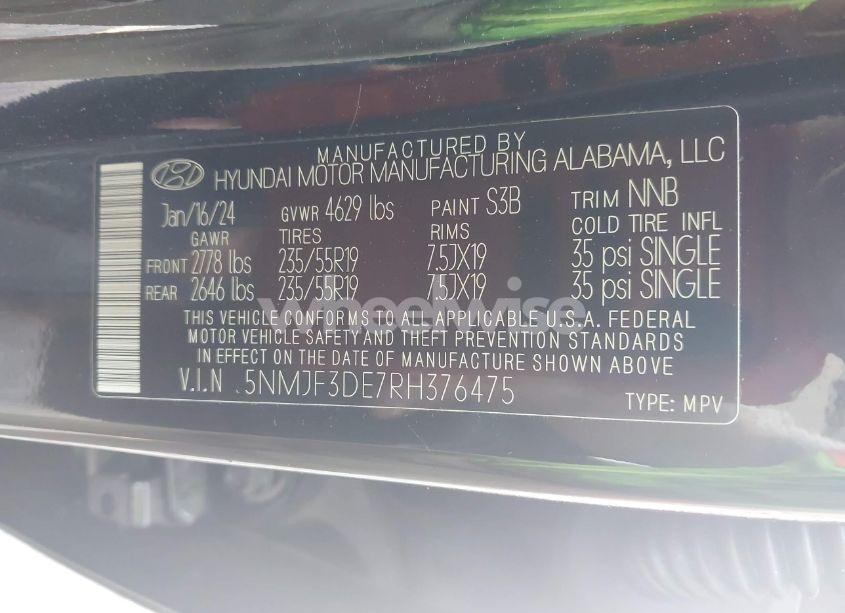 MANUFACTURED BY
HYUNDAI MOTOR MANUFACTURING ALABAMA, LLC
Jan/16/24 GVWR 4629 lbs PAINT S3B TRIM NNB
GAWR TIRES RIMS COLD TIRE INFL
FRONT 2778 lbs 235/55R19 7.5JX19 35 psi SINGLE
REAR 2646 lbs 235/55R19 7.5JX19 35 psi SINGLE
wheelwise
THIS VEHICLE CONFORMS TO ALL APPLICABLE U.S.A. FEDERAL
MOTOR VEHICLE SAFETY AND THEFT PREVENTION STANDARDS
IN EFFECT ON THE DATE OF MANUFACTURE SHOWN ABOVE
V.I.N 5NMJF3DE7RH376475
TYPE: MPV